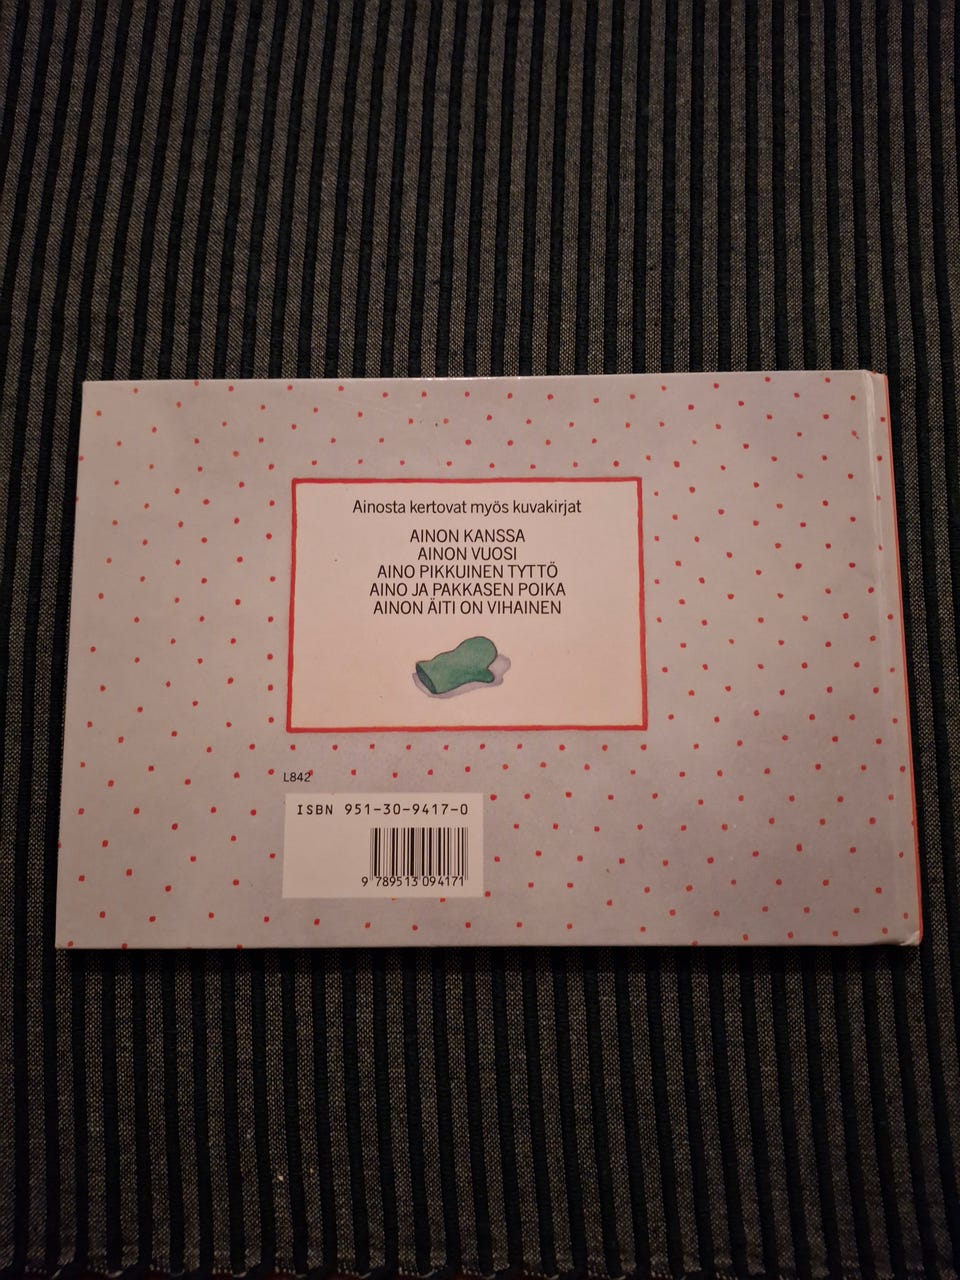 Ainosta kertovat myös kuvakirjat
AINON KANSSA
AINON VUOSI
AINO PIKKUINEN TYTTÖ
AINO JA PAKKASEN POIKA
AINON ÄITI ON VIHAINEN
L842
ISBN 951-30-9417-0
9 789513 094171